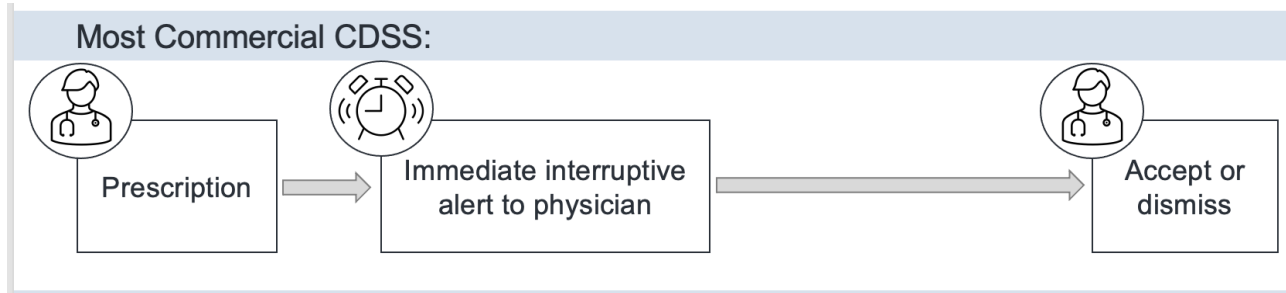 Most Commercial CDSS:
Prescription
Immediate interruptive
alert to physician
Accept or
dismiss